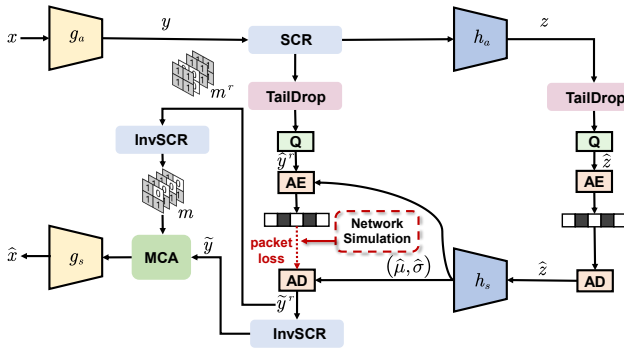 x
g_a
y
SCR
h_a
z
m^r
TailDrop
TailDrop
InvSCR
Q
Q
ŷ^r
ẑ
AE
AE
m
Network
Simulation
packet
loss
x̂
g_s
MCA
ỹ
AD
(μ̂, σ̂)
h_s
ẑ
AD
ỹ^r
InvSCR